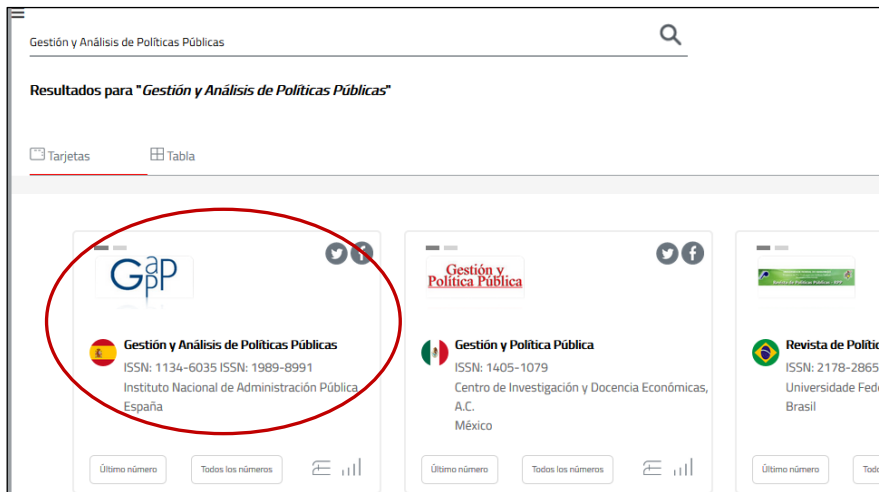 Gestión y Análisis de Políticas Públicas
Resultados para "Gestión y Análisis de Políticas Públicas"
Tarjetas
Tabla
GappP
Gestión y Análisis de Políticas Públicas
ISSN: 1134-6035 ISSN: 1989-8991
Instituto Nacional de Administración Pública
España
Último número
Todos los números
Gestión y
Política Pública
Gestión y Política Pública
ISSN: 1405-1079
Centro de Investigación y Docencia Económicas,
A.C.
México
Último número
Todos los números
Revista de Polític
ISSN: 2178-2865
Universidade Fede
Brasil
Último número
Todo